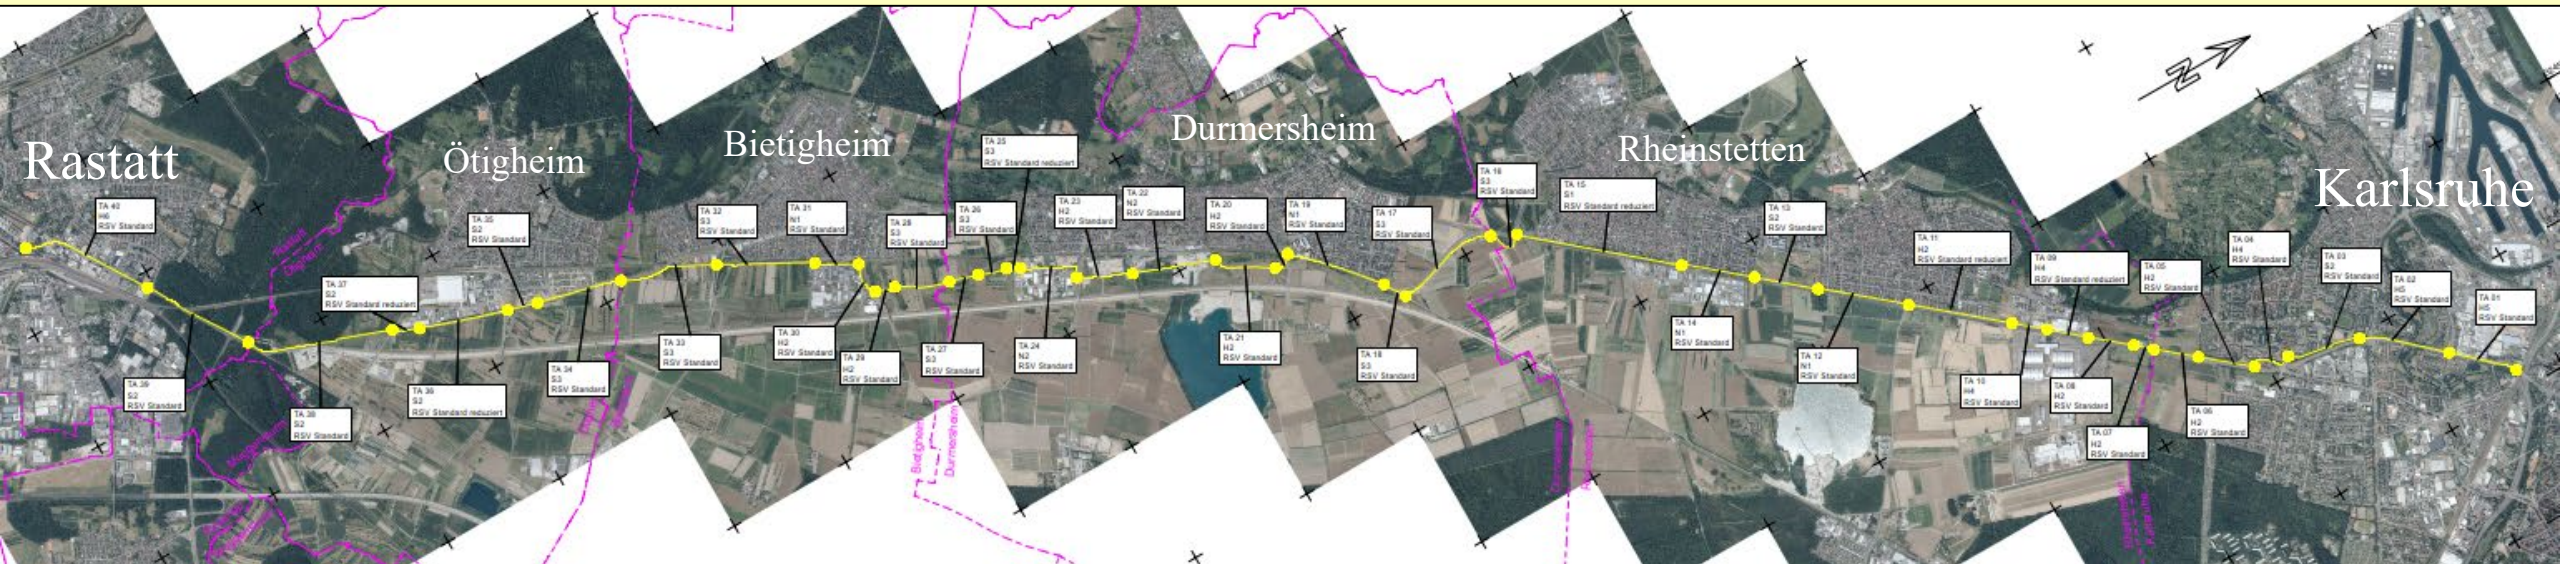 Rastatt
Ötigheim
Bietigheim
Durmersheim
Rheinstetten
Karlsruhe
N
TA 40
H6
RSV Standard
TA 39
S2
RSV Standard
TA 38
S2
RSV Standard
TA 37
S2
RSV Standard reduziert
TA 36
S2
RSV Standard reduziert
TA 35
S2
RSV Standard
TA 34
S3
RSV Standard
TA 33
S3
RSV Standard
TA 32
S3
RSV Standard
TA 31
N1
RSV Standard
TA 30
H2
RSV Standard
TA 29
H2
RSV Standard
TA 28
S3
RSV Standard
TA 27
S3
RSV Standard
TA 26
S3
RSV Standard
TA 25
S3
RSV Standard reduziert
TA 24
N2
RSV Standard
TA 23
H2
RSV Standard
TA 22
N2
RSV Standard
TA 21
H2
RSV Standard
TA 20
H2
RSV Standard
TA 19
N1
RSV Standard
TA 18
S3
RSV Standard
TA 17
S3
RSV Standard
TA 16
S3
RSV Standard
TA 15
S1
RSV Standard reduziert
TA 14
N1
RSV Standard
TA 13
S2
RSV Standard
TA 12
N1
RSV Standard
TA 11
H2
RSV Standard reduziert
TA 10
H4
RSV Standard
TA 09
H4
RSV Standard reduziert
TA 08
H2
RSV Standard
TA 07
H2
RSV Standard
TA 06
H2
RSV Standard
TA 05
H2
RSV Standard
TA 04
H4
RSV Standard
TA 03
S2
RSV Standard
TA 02
H5
RSV Standard
TA 01
H5
RSV Standard
Rastatt
Ötigheim
Bietigheim
Durmersheim